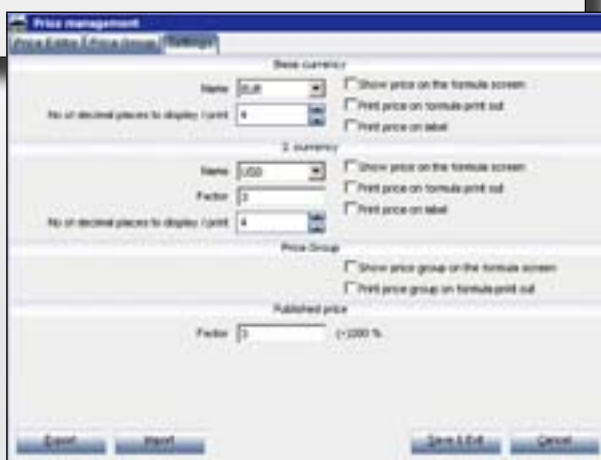 Price management
Price Editor Price Group Settings
Base currency
Name EUR
Show price on the formula screen
Print price on formula print out
No of decimal places to display / print 4
Print price on label
2 currency
Name USD
Show price on the formula screen
Factor
Print price on formula print out
No of decimal places to display / print 4
Print price on label
Price Group
Show price group on the formula screen
Print price group on formula print out
Published price
Factor
Export Import Save & Exit Cancel